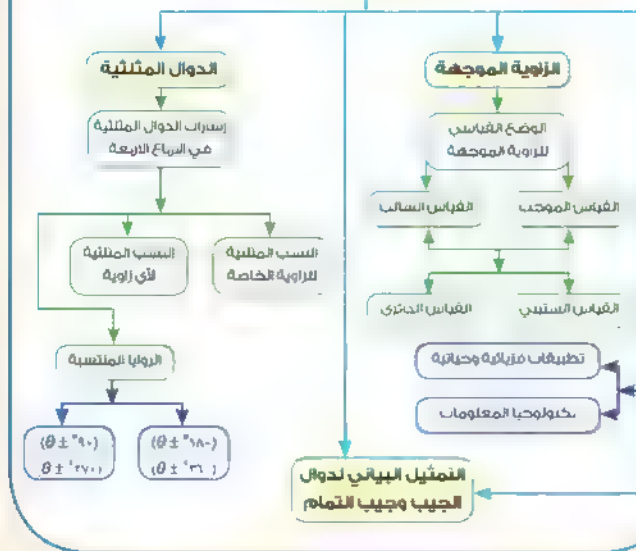 الزاوية الموجهة
الدوال المثلثية
الوضع القياسي
للزاوية الموجهة
إشارات الدوال المثلثية
في الارباع الاربعة
القياس الموجب
القياس السالب
النسب المثلثية
للزاوية الخاصة
النسب المثلثية
لأي زاوية
القياس الستيني
القياس الدائري
الزوايا المنتسبة
تطبيقات فيزيائية وحياتية
تكنولوجيا المعلومات
(١٨٠° ± θ)
(٣٦٠° ± θ)
(٩٠° ± θ)
(٢٧٠° ± θ)
التمثيل البياني لدوال
الجيب وجيب التمام